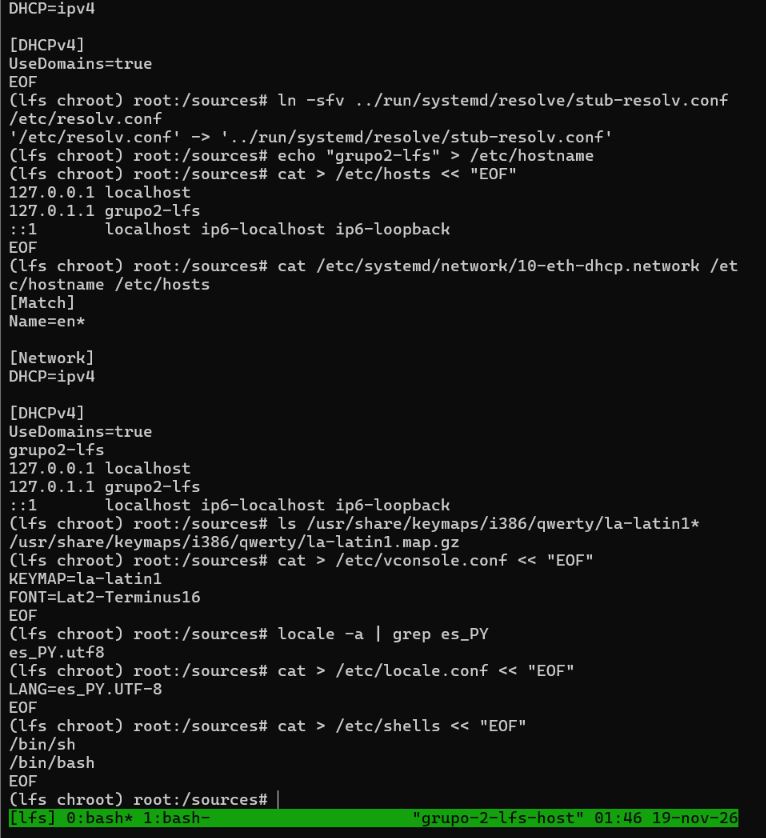 DHCP=ipv4

[DHCPv4]
UseDomains=true
EOF
(lfs chroot) root:/sources# ln -sfv ../run/systemd/resolve/stub-resolv.conf
/etc/resolv.conf
'/etc/resolv.conf' -> '../run/systemd/resolve/stub-resolv.conf'
(lfs chroot) root:/sources# echo "grupo2-lfs" > /etc/hostname
(lfs chroot) root:/sources# cat > /etc/hosts << "EOF"
127.0.0.1 localhost
127.0.1.1 grupo2-lfs
::1       localhost ip6-localhost ip6-loopback
EOF
(lfs chroot) root:/sources# cat /etc/systemd/network/10-eth-dhcp.network /et
c/hostname /etc/hosts
[Match]
Name=en*

[Network]
DHCP=ipv4

[DHCPv4]
UseDomains=true
grupo2-lfs
127.0.0.1 localhost
127.0.1.1 grupo2-lfs
::1       localhost ip6-localhost ip6-loopback
(lfs chroot) root:/sources# ls /usr/share/keymaps/i386/qwerty/la-latin1*
/usr/share/keymaps/i386/qwerty/la-latin1.map.gz
(lfs chroot) root:/sources# cat > /etc/vconsole.conf << "EOF"
KEYMAP=la-latin1
FONT=Lat2-Terminus16
EOF
(lfs chroot) root:/sources# locale -a | grep es_PY
es_PY.utf8
(lfs chroot) root:/sources# cat > /etc/locale.conf << "EOF"
LANG=es_PY.UTF-8
EOF
(lfs chroot) root:/sources# cat > /etc/shells << "EOF"
/bin/sh
/bin/bash
EOF
(lfs chroot) root:/sources#
[lfs] 0:bash* 1:bash-                     "grupo-2-lfs-host" 01:46 19-nov-26